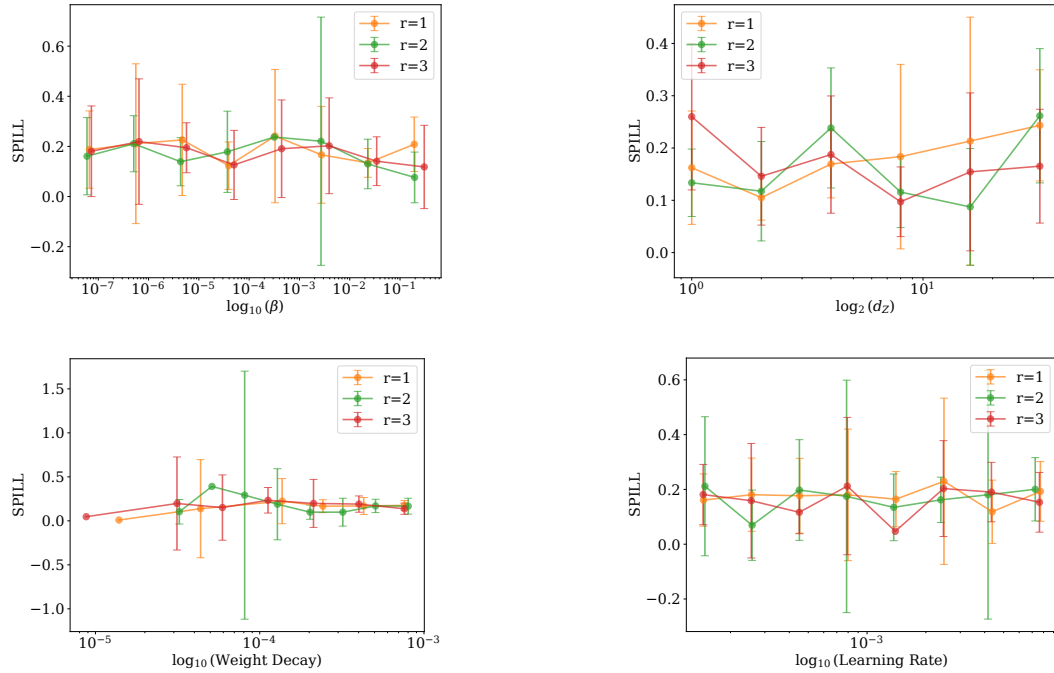 SPILL
0.6
0.4
0.2
0.0
−0.2
10⁻⁷ 10⁻⁶ 10⁻⁵ 10⁻⁴ 10⁻³ 10⁻² 10⁻¹
log₁₀(β)
r=1
r=2
r=3
SPILL
0.4
0.3
0.2
0.1
0.0
10⁰ 10¹
log₂(d_Z)
r=1
r=2
r=3
SPILL
1.5
1.0
0.5
0.0
−0.5
−1.0
10⁻⁵ 10⁻⁴ 10⁻³
log₁₀(Weight Decay)
r=1
r=2
r=3
SPILL
0.6
0.4
0.2
0.0
−0.2
10⁻³
log₁₀(Learning Rate)
r=1
r=2
r=3